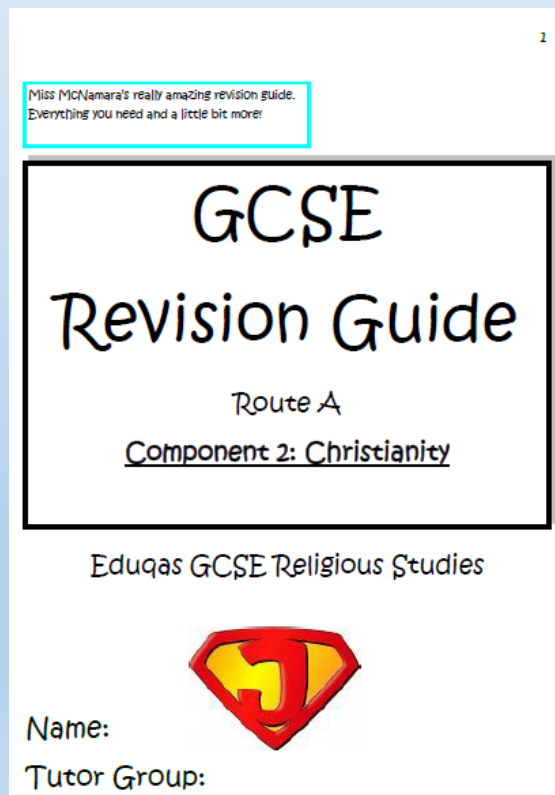 1
Miss McNamara's really amazing revision guide.
Everything you need and a little bit more!
GCSE
Revision Guide
Route A
Component 2: Christianity
Eduqas GCSE Religious Studies
J
Name:
Tutor Group: